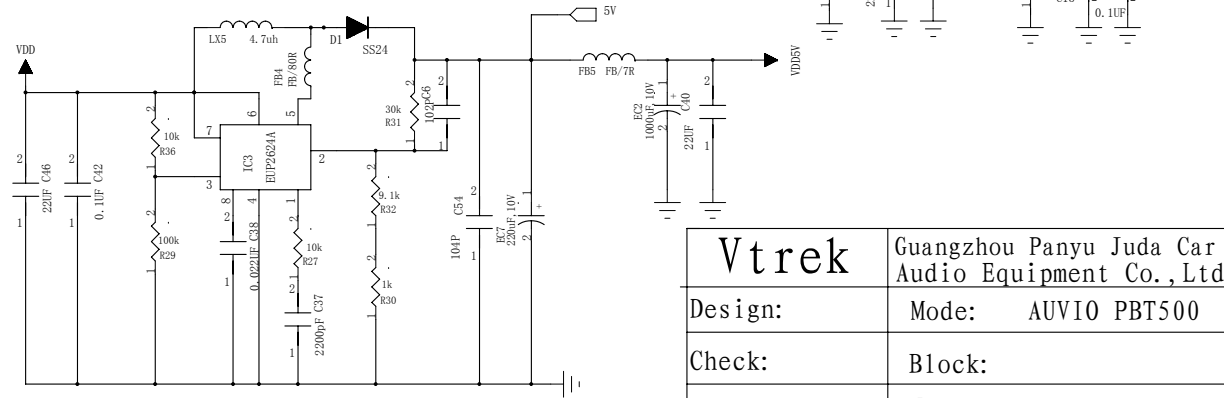 5V
0.1UF
LX5 4.7uh
D1
SS24
VDD
FB4
FB/80R
FB5 FB/7R
VDD5V
30k
R31
C6
102P
EC2
1000uF,10V
C40
22UF
10k
R36
IC3
EUP2624A
7
6
5
2
3
8
4
1
22UF C46
0.1UF C42
100k
R29
0.022UF C38
10k
R27
2200pF C37
9.1k
R32
1k
R30
C54
104P
EC7
220uF,10V
Vtrek
Guangzhou Panyu Juda Car
Audio Equipment Co.,Ltd
Design:
Mode: AUVIO PBT500
Check:
Block: